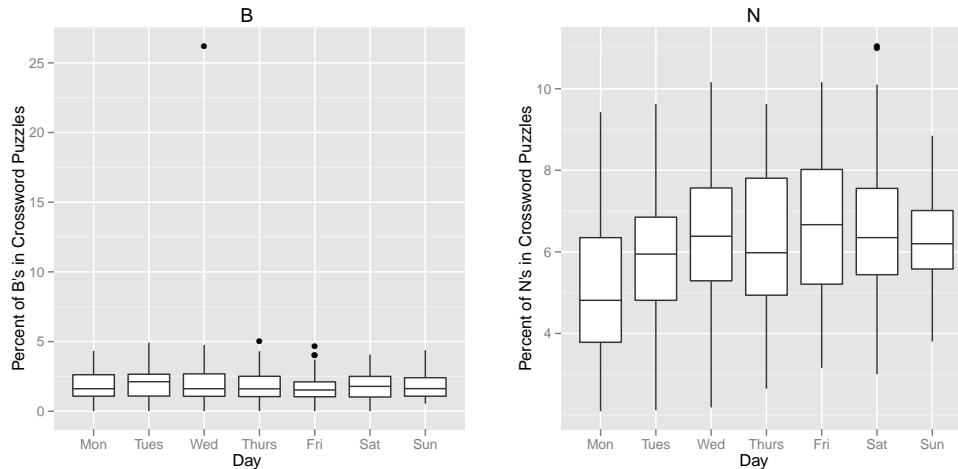 B
Percent of B's in Crossword Puzzles
25
20
15
10
5
0
Mon Tues Wed Thurs Fri Sat Sun
Day
N
Percent of N's in Crossword Puzzles
10
8
6
4
Mon Tues Wed Thurs Fri Sat Sun
Day